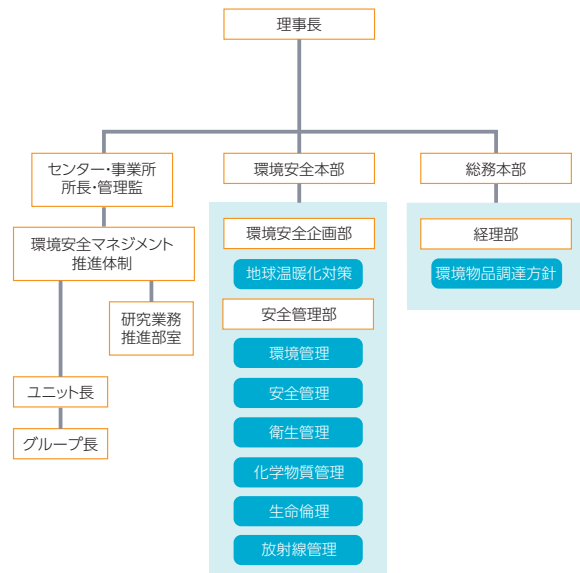 理事長
センター・事業所
所長・管理監
環境安全マネジメント
推進体制
研究業務
推進部室
ユニット長
グループ長
環境安全本部
環境安全企画部
地球温暖化対策
安全管理部
環境管理
安全管理
衛生管理
化学物質管理
生命倫理
放射線管理
総務本部
経理部
環境物品調達方針